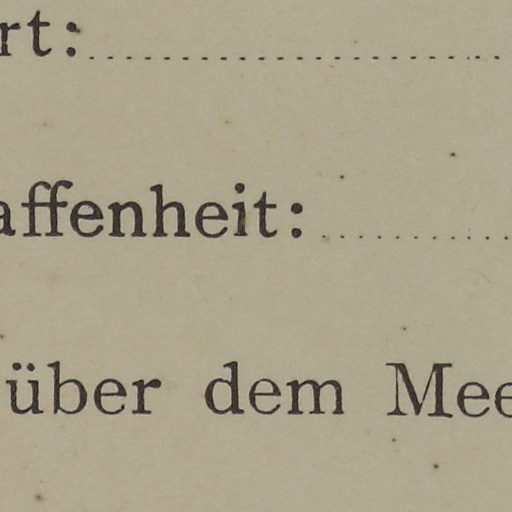 rt:
affenheit:
über dem Mee